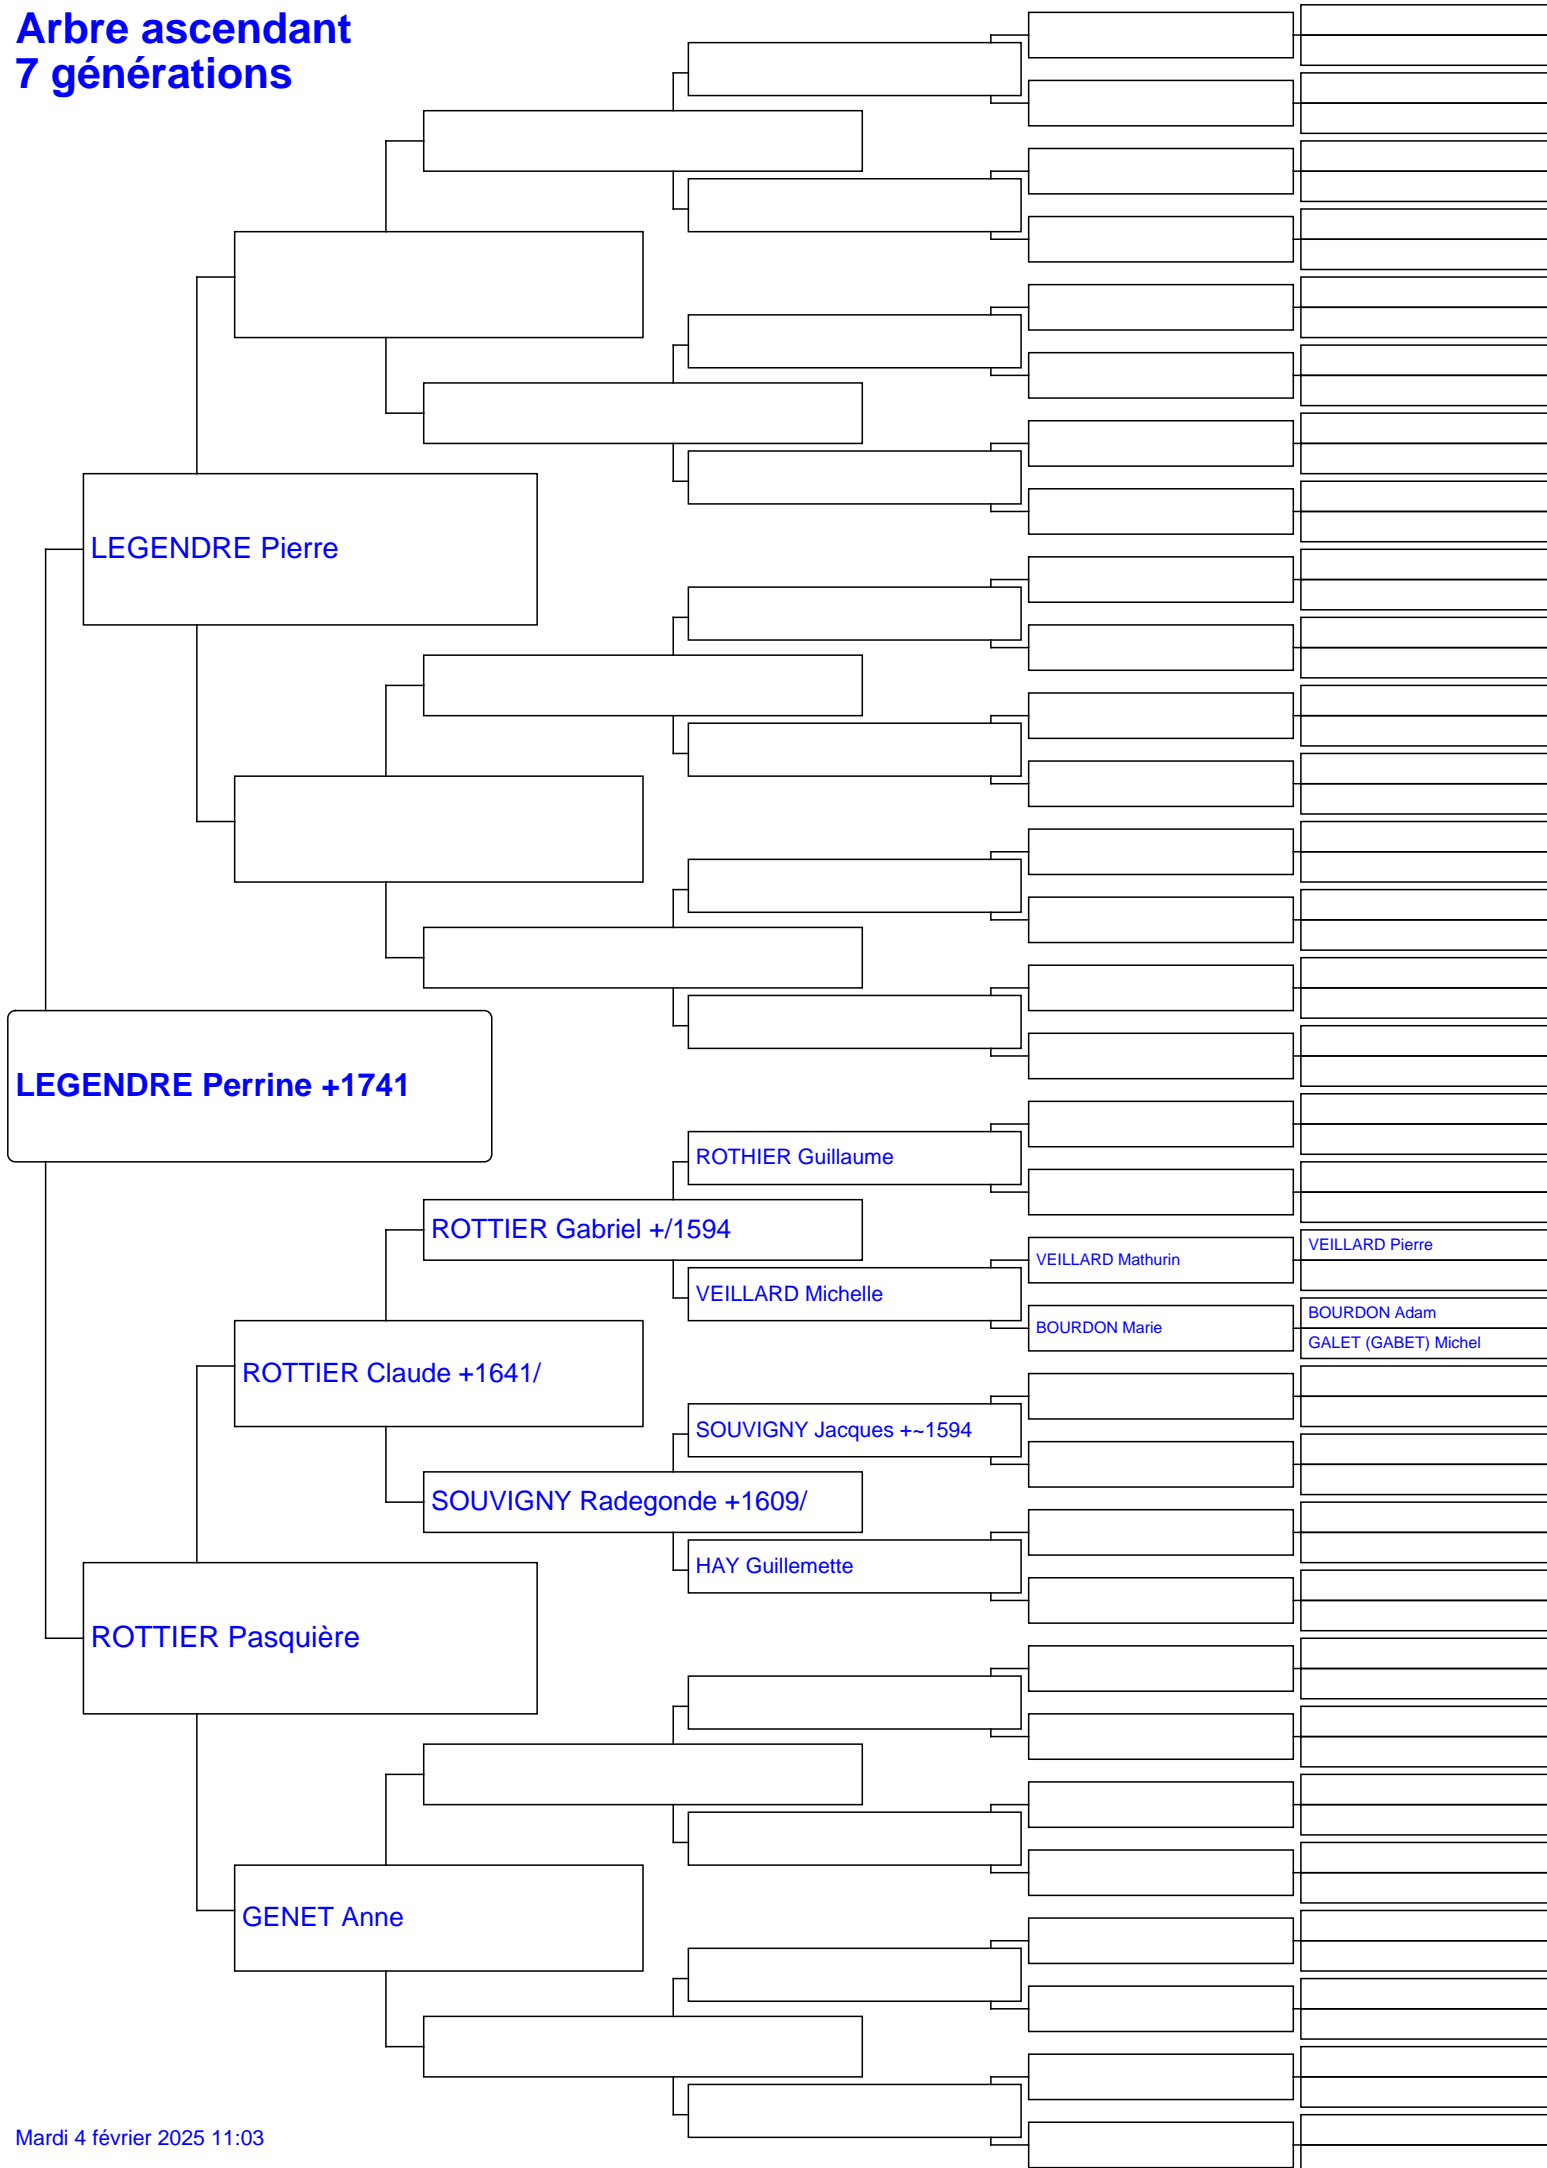 Arbre ascendant
7 générations
LEGENDRE Pierre
LEGENDRE Perrine +1741
ROTHIER Guillaume
ROTTIER Gabriel +/1594
VEILLARD Pierre
VEILLARD Mathurin
VEILLARD Michelle
BOURDON Adam
BOURDON Marie
GALET (GABET) Michel
ROTTIER Claude +1641/
SOUVIGNY Jacques +~1594
SOUVIGNY Radegonde +1609/
HAY Guillemette
ROTTIER Pasquière
GENET Anne
Mardi 4 février 2025 11:03